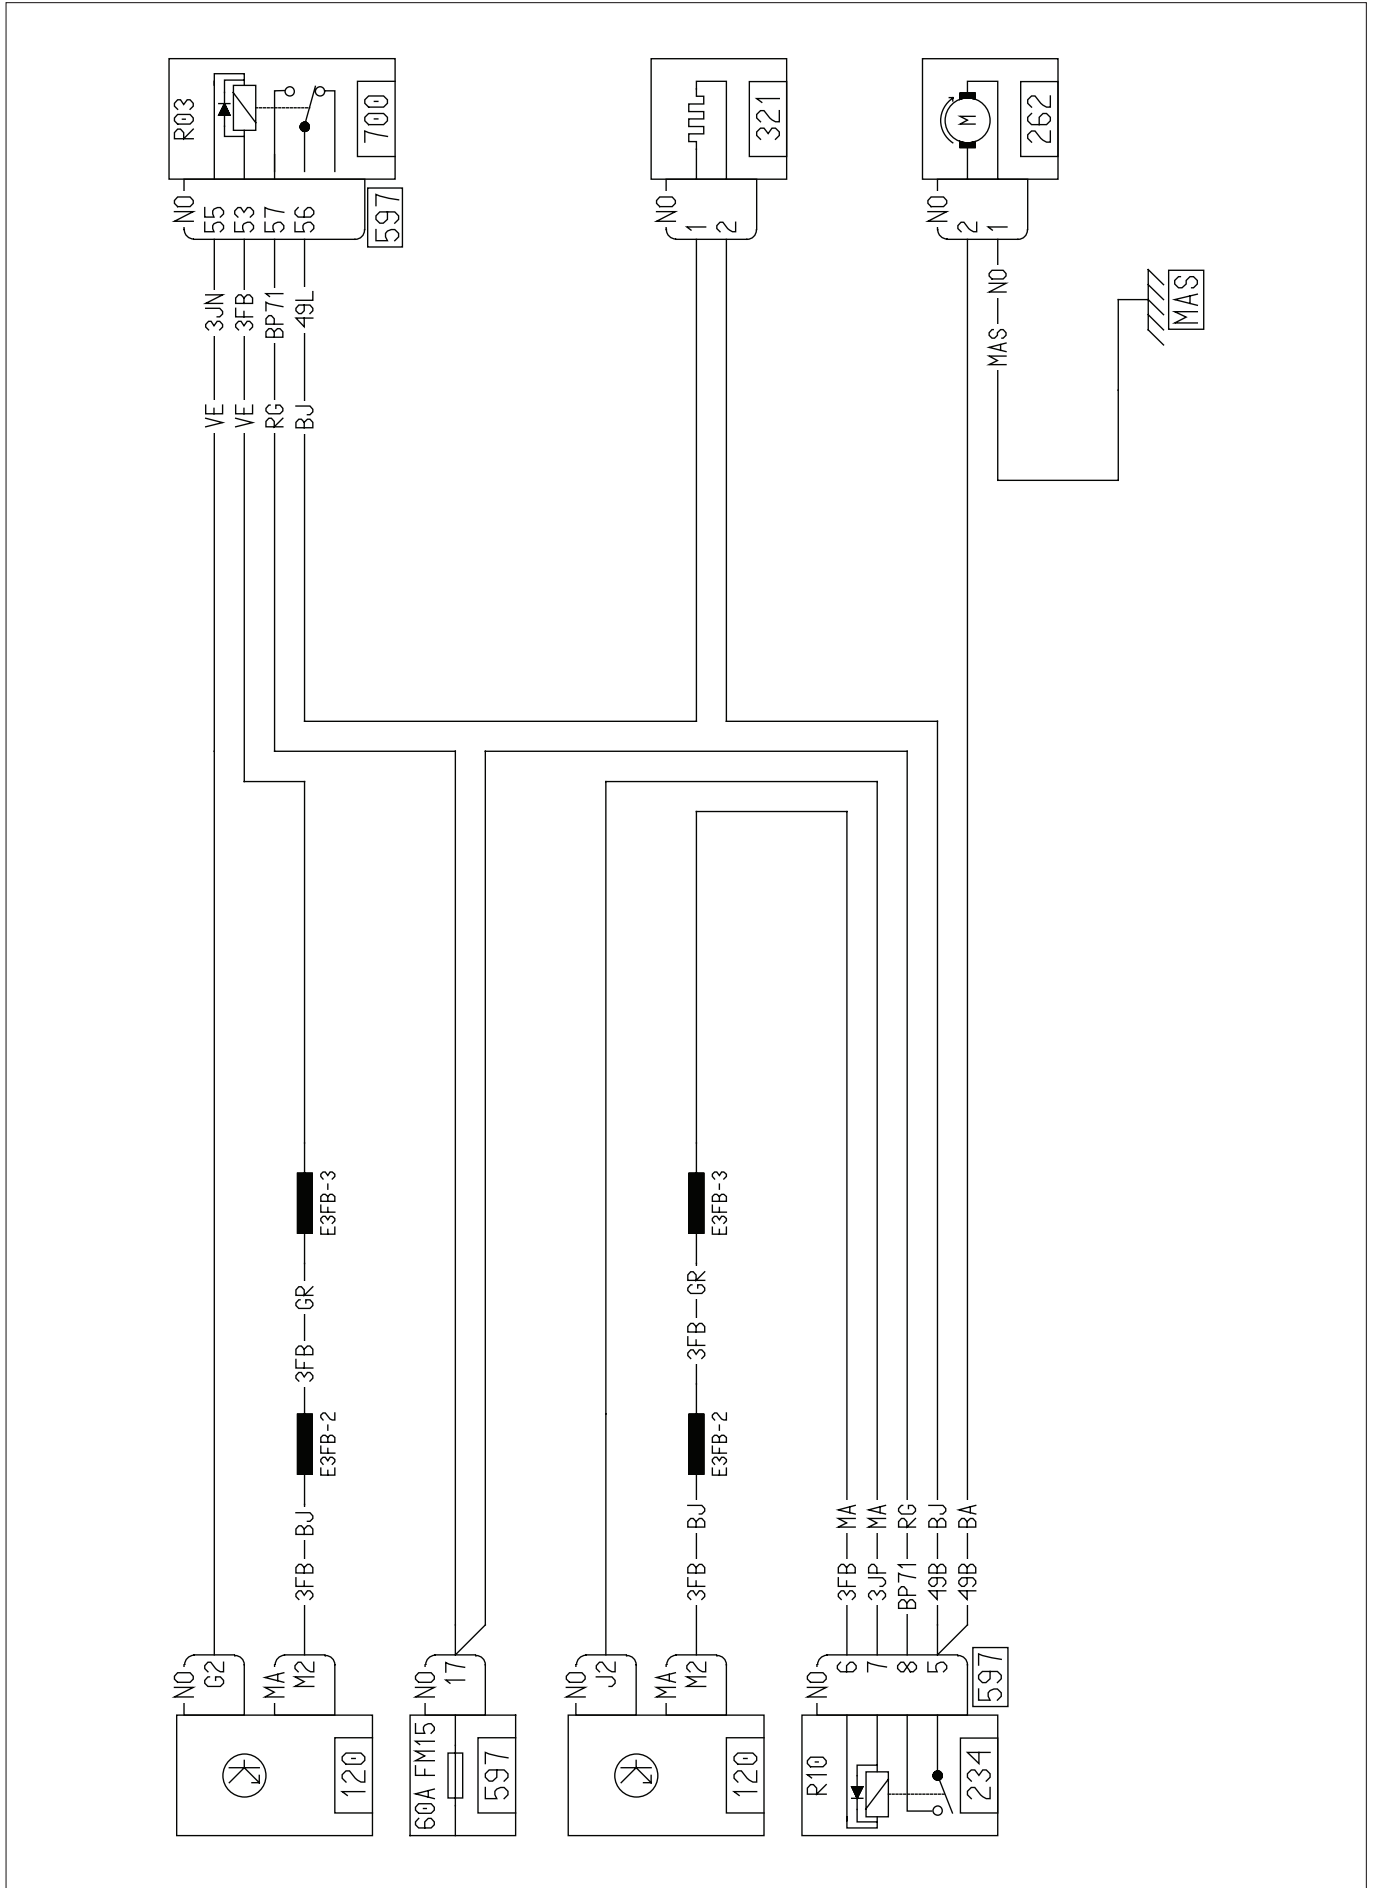 R03
700
NO
55
53
57
56
597
3JN
3FB
BP71
49L
VE
VE
RG
BJ
321
NO
1
2
262
M
NO
2
1
NO
MAS
MAS
E3FB-3
GR
3FB
E3FB-2
BJ
3FB
E3FB-3
GR
3FB
E3FB-2
BJ
3FB
MA
3FB
MA
3JP
RG
BP71
BJ
49B
BA
49B
NO
G2
MA
M2
120
NO
17
60A FM15
597
NO
J2
MA
M2
120
NO
6
7
8
5
597
R10
234